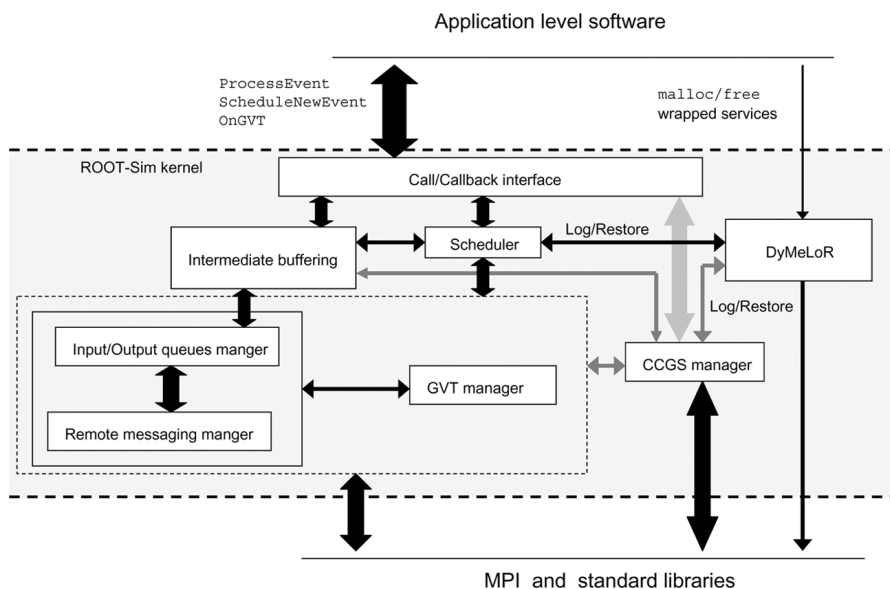 Application level software
ProcessEvent
ScheduleNewEvent
OnGVT
malloc/free
wrapped services
ROOT-Sim kernel
Call/Callback interface
Intermediate buffering
Scheduler
Log/Restore
DyMeLoR
Log/Restore
Input/Output queues manger
GVT manager
CCGS manager
Remote messaging manger
MPI and standard libraries